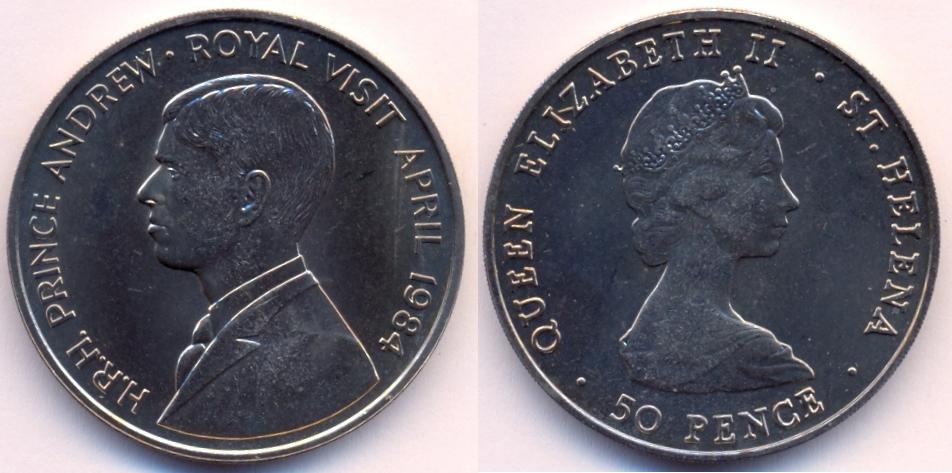 H.R.H. PRINCE ANDREW · ROYAL VISIT APRIL 1984
QUEEN ELIZABETH II · ST. HELENA ·
50 PENCE ·